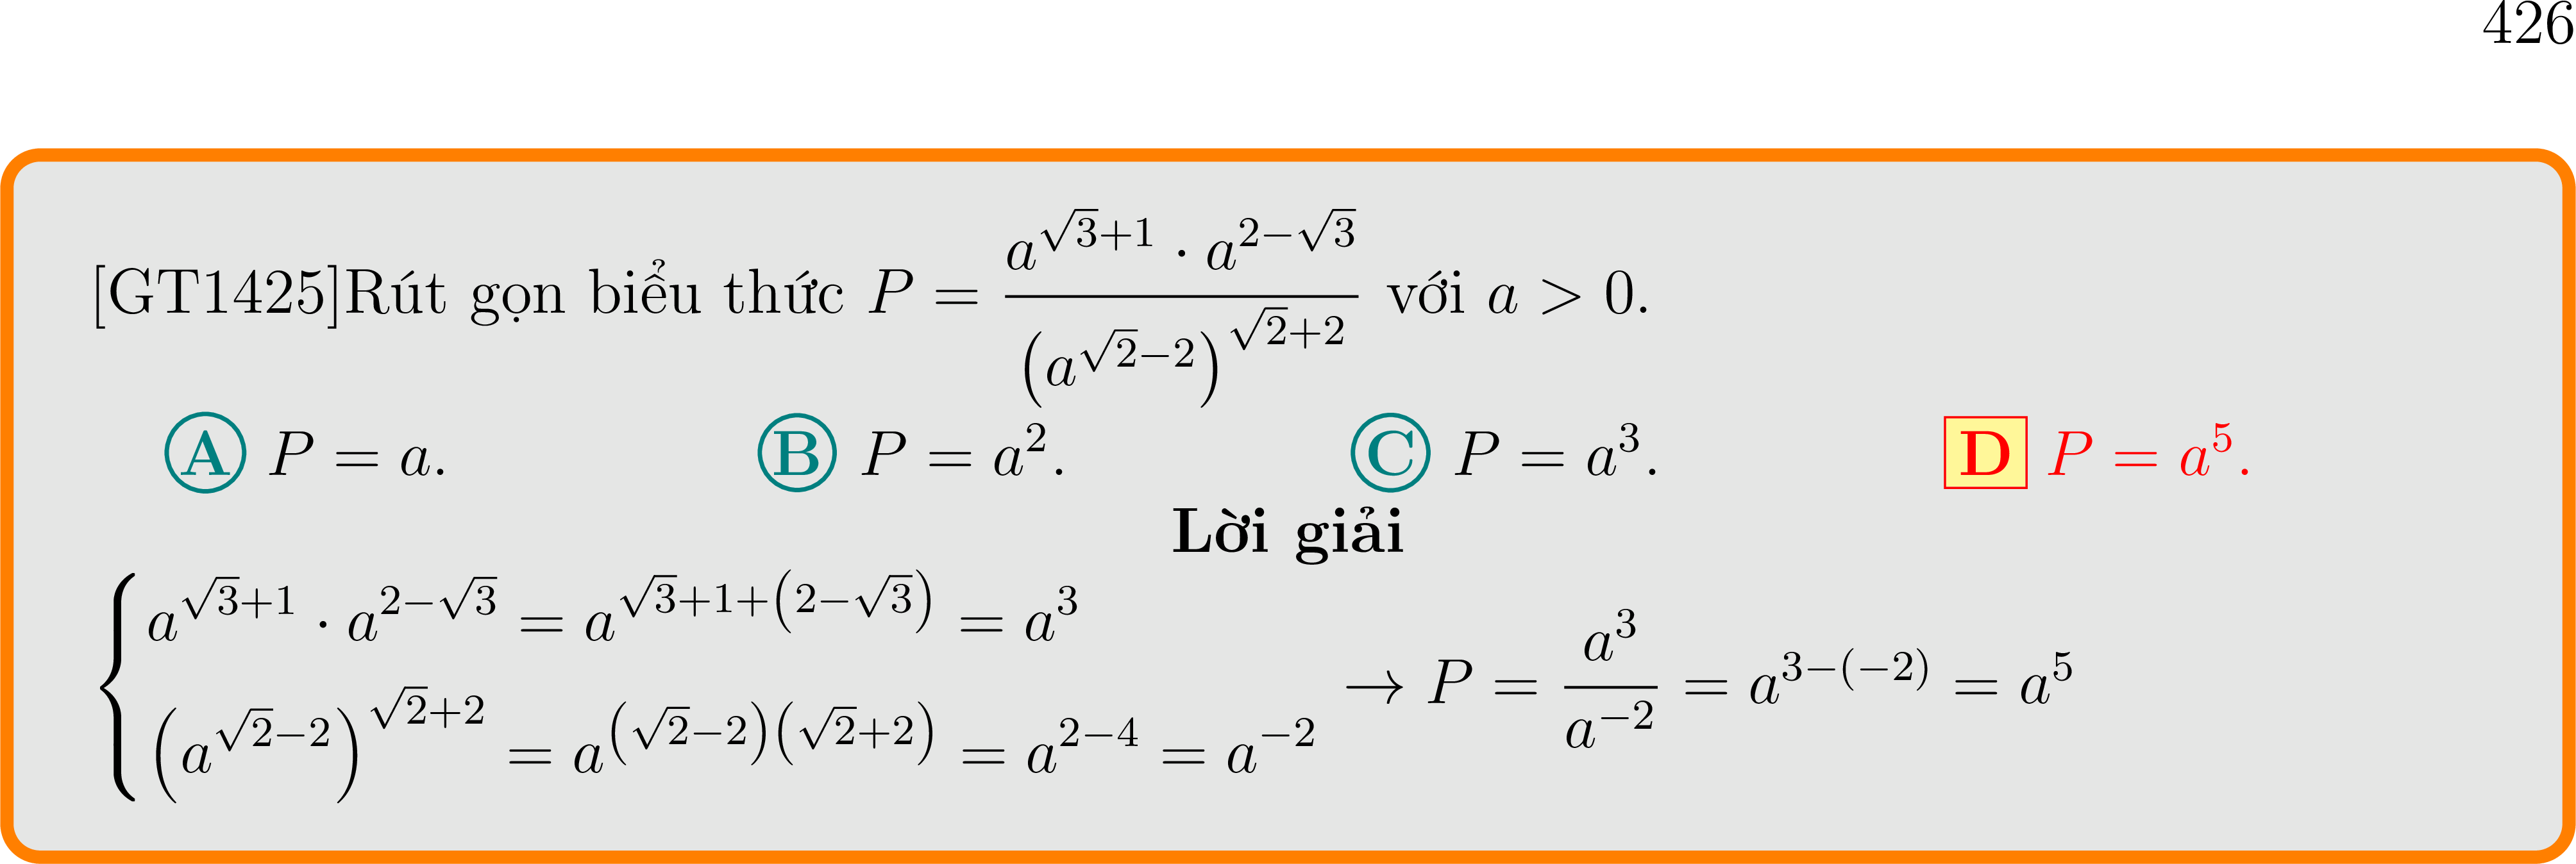 426
[GT1425]Rút gọn biểu thức $P = \dfrac{a^{\sqrt{3}+1} \cdot a^{2-\sqrt{3}}}{\left(a^{\sqrt{2}-2}\right)^{\sqrt{2}+2}}$ với $a > 0$.
A $P = a$. B $P = a^2$. C $P = a^3$. D $P = a^5$.
Lời giải
$\begin{cases} a^{\sqrt{3}+1} \cdot a^{2-\sqrt{3}} = a^{\sqrt{3}+1+\left(2-\sqrt{3}\right)} = a^3 \\ \left(a^{\sqrt{2}-2}\right)^{\sqrt{2}+2} = a^{\left(\sqrt{2}-2\right)\left(\sqrt{2}+2\right)} = a^{2-4} = a^{-2} \end{cases} \to P = \dfrac{a^3}{a^{-2}} = a^{3-(-2)} = a^5$